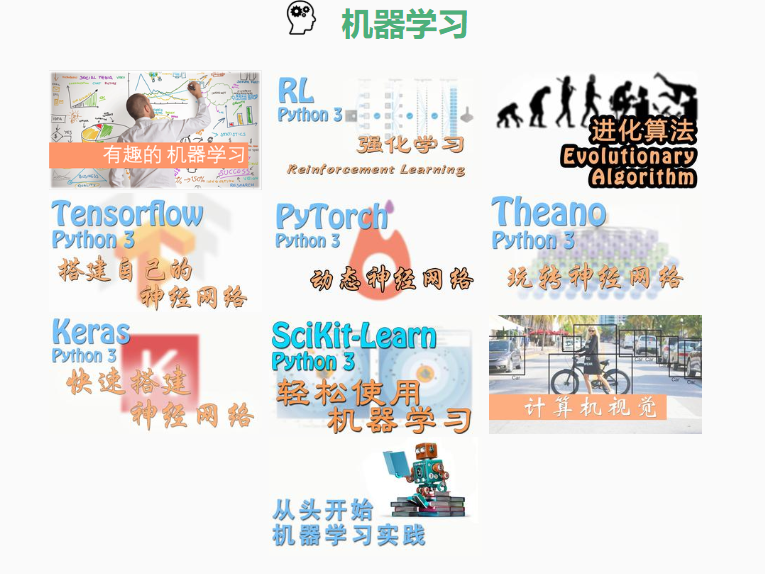 机器学习
有趣的 机器学习
RL
Python 3
强化学习
Reinforcement Learning
进化算法
Evolutionary
Algorithm
Tensorflow
Python 3
搭建自己的
神经网络
PyTorch
Python 3
动态神经网络
Theano
Python 3
玩转神经网络
Keras
Python 3
快速搭建
神经网络
SciKit-Learn
Python 3
轻松使用
机器学习
计算机视觉
从头开始
机器学习实践